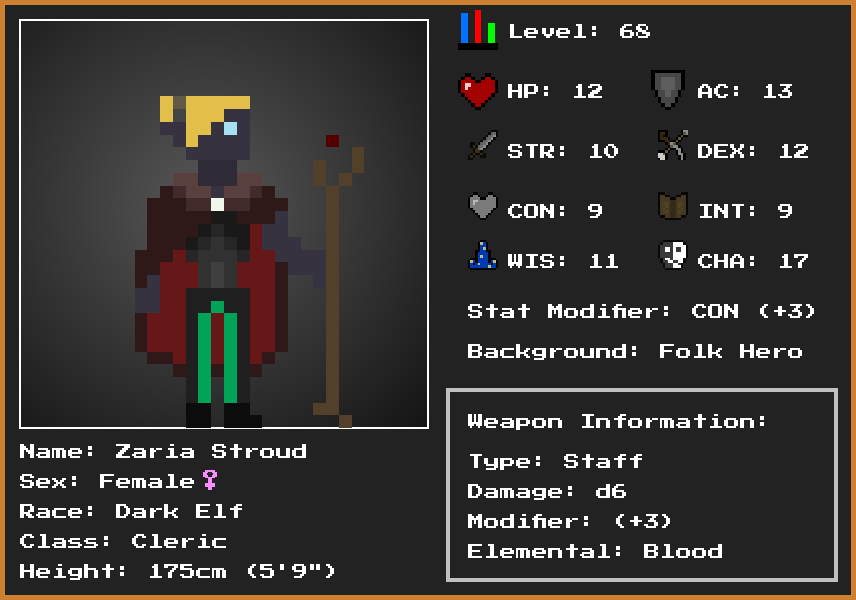 Level: 68
HP: 12
AC: 13
STR: 10
DEX: 12
CON: 9
INT: 9
WIS: 11
CHA: 17
Stat Modifier: CON (+3)
Background: Folk Hero
Weapon Information:
Type: Staff
Damage: d6
Modifier: (+3)
Elemental: Blood
Name: Zaria Stroud
Sex: Female♀
Race: Dark Elf
Class: Cleric
Height: 175cm (5'9")